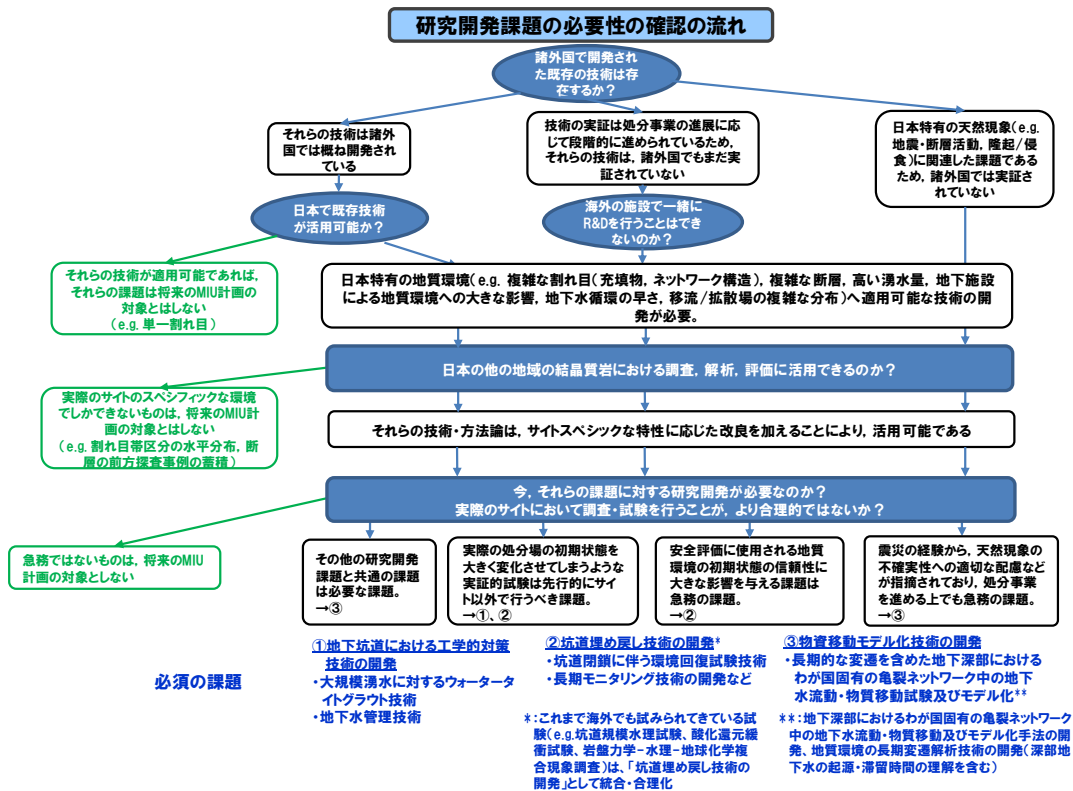 研究開発課題の必要性の確認の流れ
諸外国で開発され
た既存の技術は存
在するか？
それらの技術は諸外
国では概ね開発され
ている
技術の実証は処分事業の進展に応
じて段階的に進められているため，
それらの技術は，諸外国でもまだ実
証されていない
日本特有の天然現象（e.g.
地震・断層活動，隆起/侵
食）に関連した課題である
ため，諸外国では実証さ
れていない
日本で既存技術
が活用可能か？
海外の施設で一緒に
R&Dを行うことはでき
ないのか？
それらの技術が適用可能であれば，
それらの課題は将来のMIU計画の
対象とはしない
（e.g. 単一割れ目）
日本特有の地質環境（e.g. 複雑な割れ目（充填物，ネットワーク構造），複雑な断層，高い湧水量，地下施設
による地質環境への大きな影響，地下水循環の早さ，移流/拡散場の複雑な分布）へ適用可能な技術の開
発が必要。
日本の他の地域の結晶質岩における調査，解析，評価に活用できるのか？
実際のサイトのスペシフィックな環境
でしかできないものは，将来のMIU計
画の対象とはしない
（e.g. 割れ目帯区分の水平分布，断
層の前方探査事例の蓄積）
それらの技術・方法論は，サイトスペシックな特性に応じた改良を加えることにより，活用可能である
今，それらの課題に対する研究開発が必要なのか？
実際のサイトにおいて調査・試験を行うことが，より合理的ではないか？
急務ではないものは，将来のMIU
計画の対象としない
その他の研究開発
課題と共通の課題
は必要な課題。
→③
実際の処分場の初期状態を
大きく変化させてしまうような
実証的試験は先行的にサイ
ト以外で行うべき課題。
→①、②
安全評価に使用される地質
環境の初期状態の信頼性に
大きな影響を与える課題は
急務の課題。
→②
震災の経験から，天然現象の
不確実性への適切な配慮など
が指摘されており，処分事業
を進める上でも急務の課題。
→③
必須の課題
①地下坑道における工学的対策
技術の開発
・大規模湧水に対するウォータータ
イトグラウト技術
・地下水管理技術
②坑道埋め戻し技術の開発*
・坑道閉鎖に伴う環境回復試験技術
・長期モニタリング技術の開発など
*：これまで海外でも試みられてきている試
験（e.g.坑道規模水理試験、酸化還元緩
衝試験、岩盤力学－水理－地球化学複
合現象調査）は、「坑道埋め戻し技術の
開発」として統合・合理化
③物資移動モデル化技術の開発
・長期的な変遷を含めた地下深部における
わが国固有の亀裂ネットワーク中の地下
水流動・物質移動試験及びモデル化**
**：地下深部におけるわが国固有の亀裂ネットワーク
中の地下水流動・物質移動及びモデル化手法の開
発、地質環境の長期変遷解析技術の開発（深部地
下水の起源・滞留時間の理解を含む）